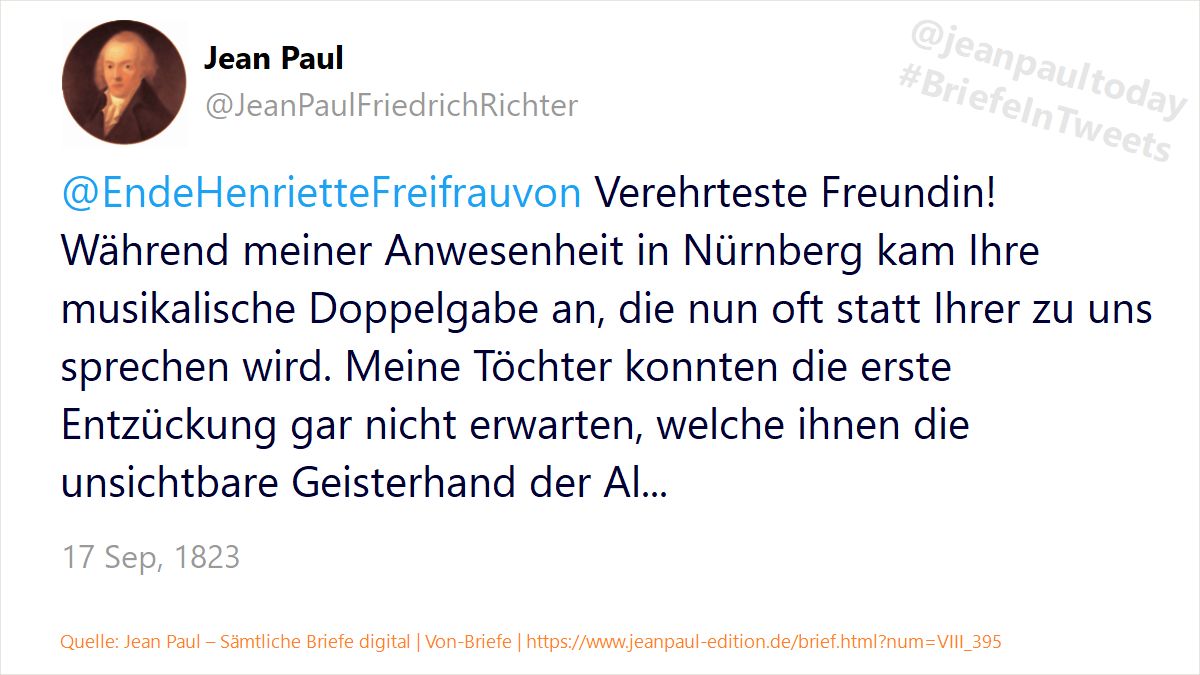 Jean Paul
@JeanPaulFriedrichRichter
@jeanpaultoday
#BriefeInTweets
@EndeHenrietteFreifrauvon Verehrteste Freundin!
Während meiner Anwesenheit in Nürnberg kam Ihre
musikalische Doppelgabe an, die nun oft statt Ihrer zu uns
sprechen wird. Meine Töchter konnten die erste
Entzückung gar nicht erwarten, welche ihnen die
unsichtbare Geisterhand der Al...
17 Sep, 1823
Quelle: Jean Paul – Sämtliche Briefe digital | Von-Briefe | https://www.jeanpaul-edition.de/brief.html?num=VIII_395